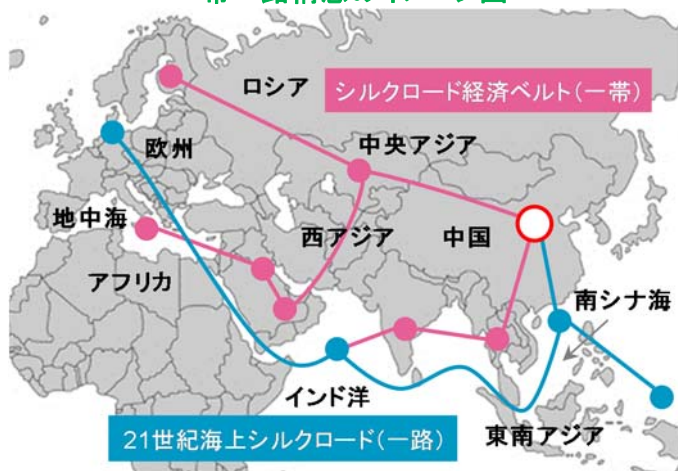 ロシア
シルクロード経済ベルト(一帯)
欧州
中央アジア
地中海
西アジア
中国
アフリカ
南シナ海
インド洋
21世紀海上シルクロード(一路)
東南アジア